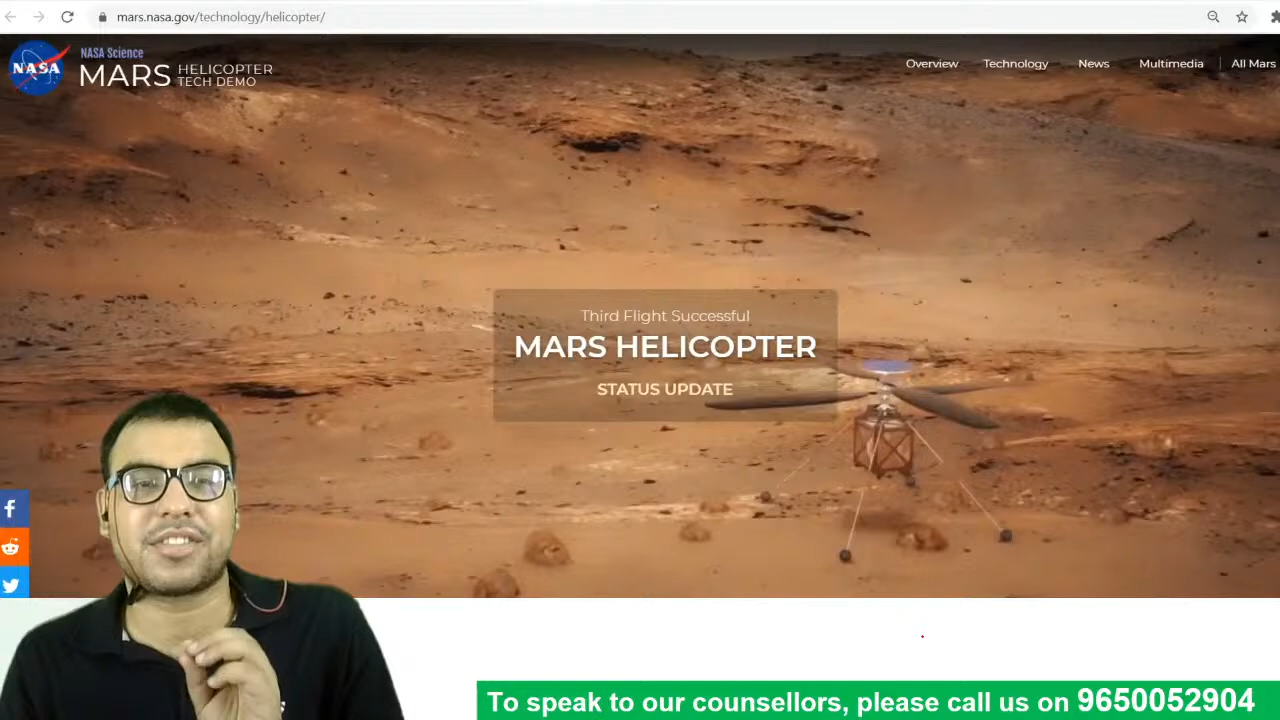 mars.nasa.gov/technology/helicopter/
NASA
NASA Science
MARS HELICOPTER TECH DEMO
Overview Technology News Multimedia All Mars
Third Flight Successful
MARS HELICOPTER
STATUS UPDATE
To speak to our counsellors, please call us on 9650052904